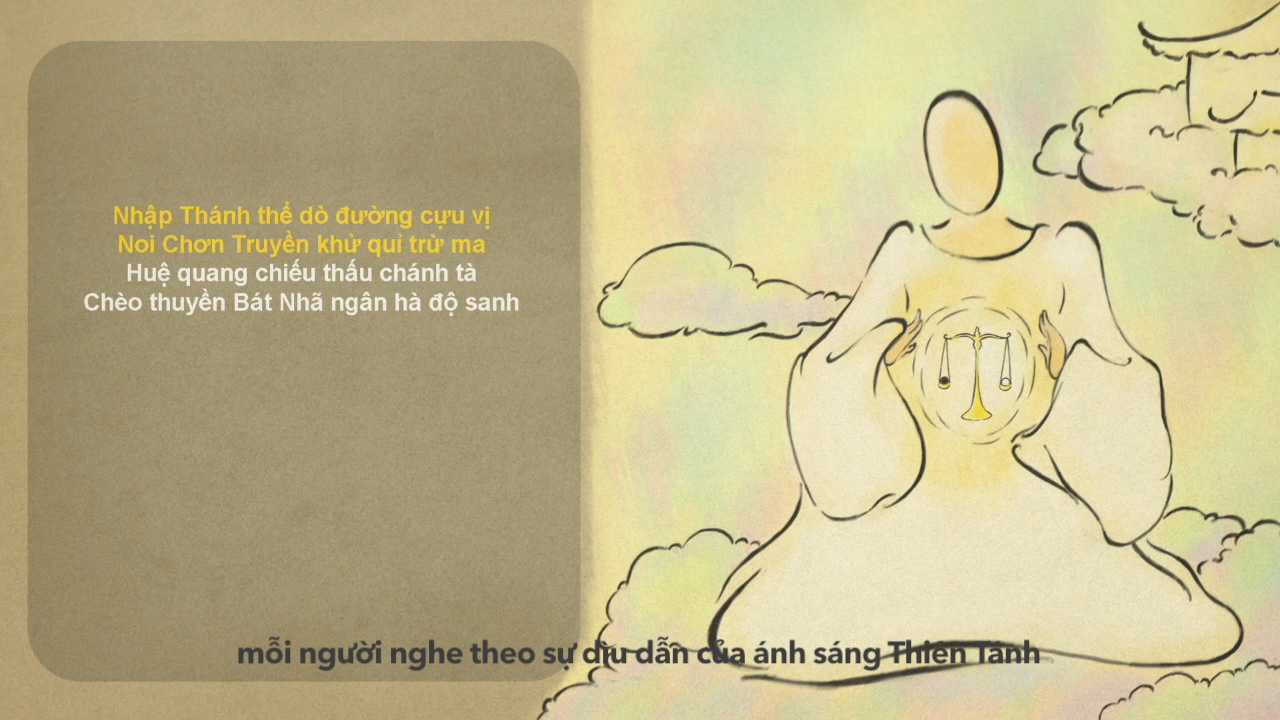 Nhập Thánh thể dò đường cựu vị
Noi Chơn Truyền khử quỉ trừ ma
Huệ quang chiếu thấu chánh tà
Chèo thuyền Bát Nhã ngân hà độ sanh
mỗi người nghe theo sự dìu dẫn của ánh sáng Thiên Tánh